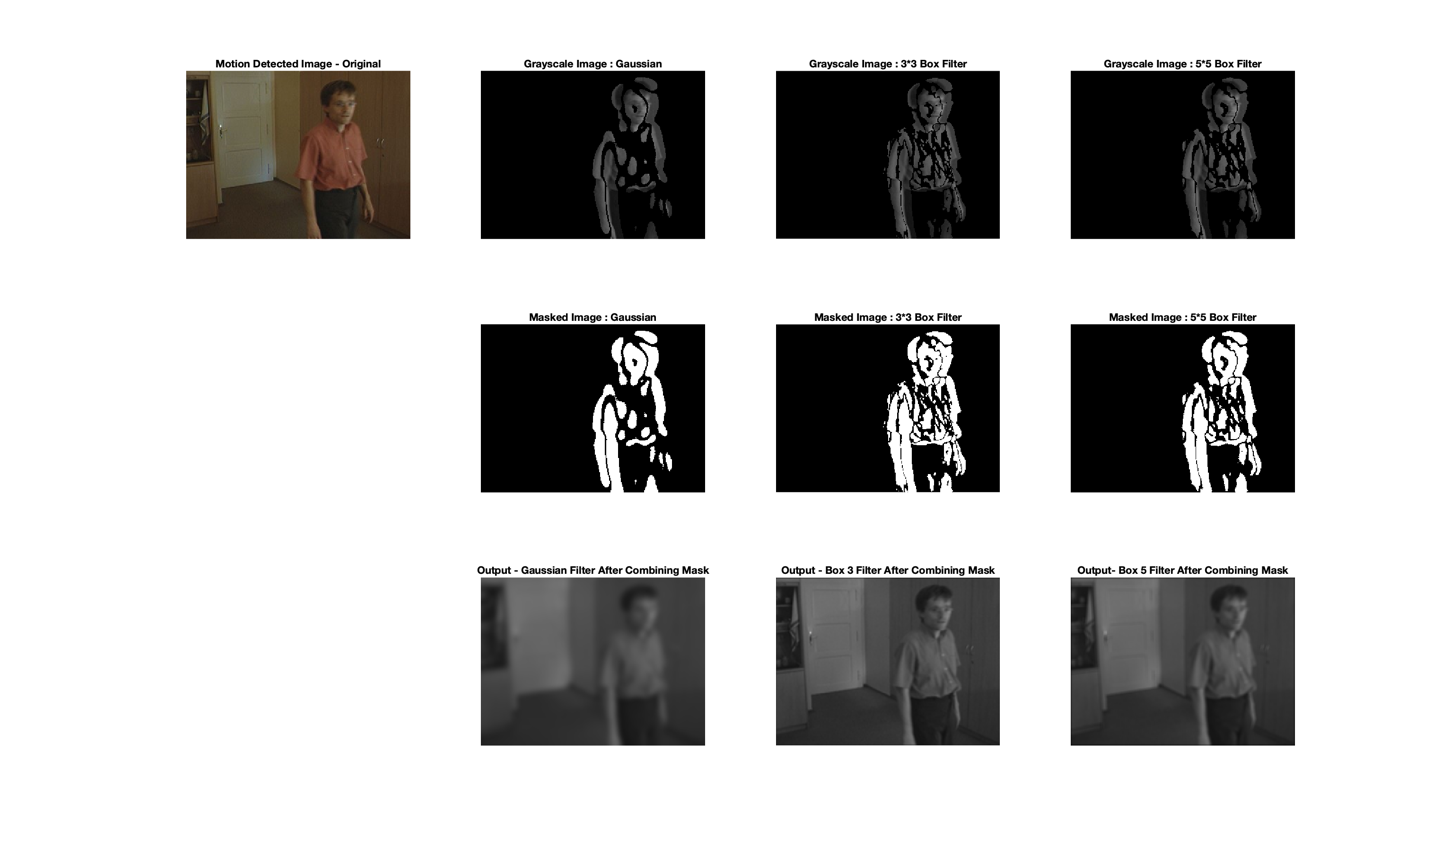 Motion Detected Image - Original
Grayscale Image : Gaussian
Grayscale Image : 3*3 Box Filter
Grayscale Image : 5*5 Box Filter
Masked Image : Gaussian
Masked Image : 3*3 Box Filter
Masked Image : 5*5 Box Filter
Output - Gaussian Filter After Combining Mask
Output - Box 3 Filter After Combining Mask
Output- Box 5 Filter After Combining Mask